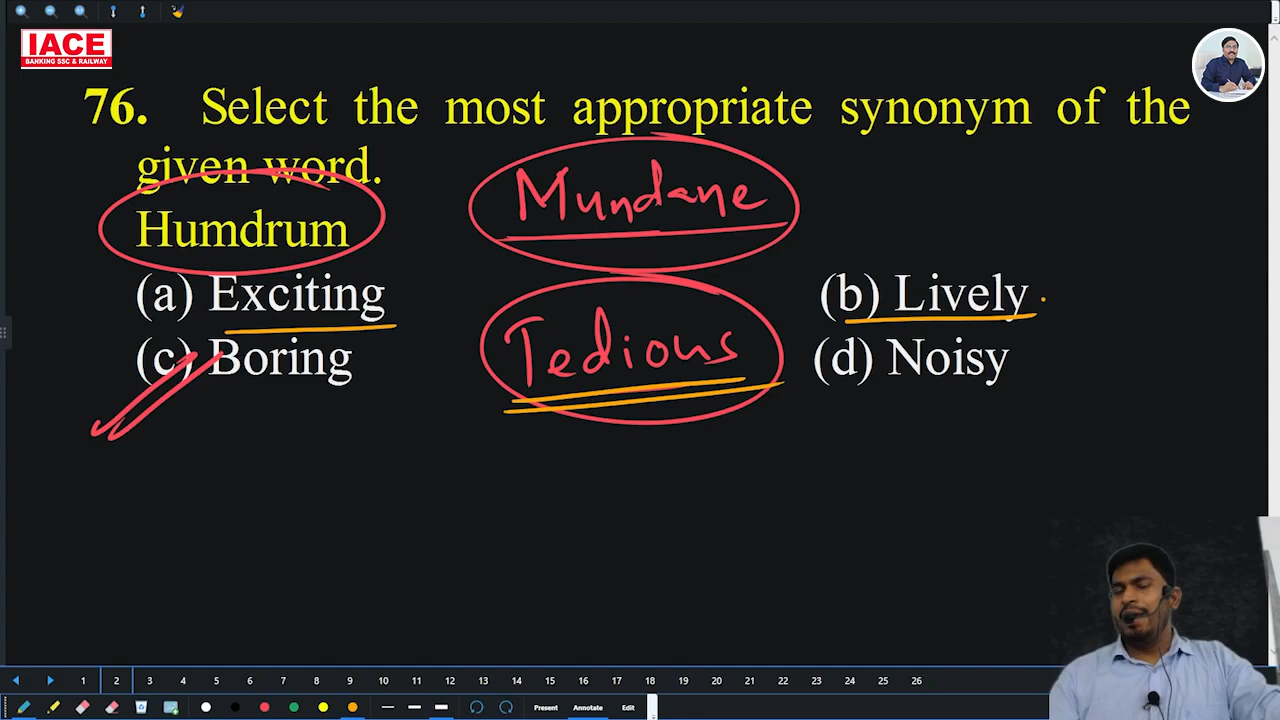 IACE
BANKING SSC & RAILWAY
76. Select the most appropriate synonym of the
given word.
Mundane
Humdrum
(a) Exciting
(b) Lively
Tedious
(c) Boring
(d) Noisy
1 2 3 4 5 6 7 8 9 10 11 12 13 14 15 16 17 18 19 20 21 22 23 24 25 26
Present Annotate Edit